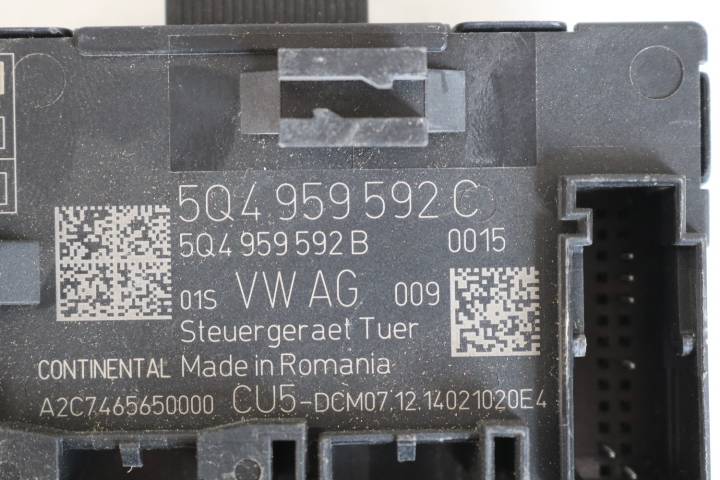 5Q4 959 592 C
5Q4 959 592 B 0015
01S VW AG 009
Steuergeraet Tuer
CONTINENTAL Made in Romania
A2C7465650000 CU5-DCM07 12.14021020E4